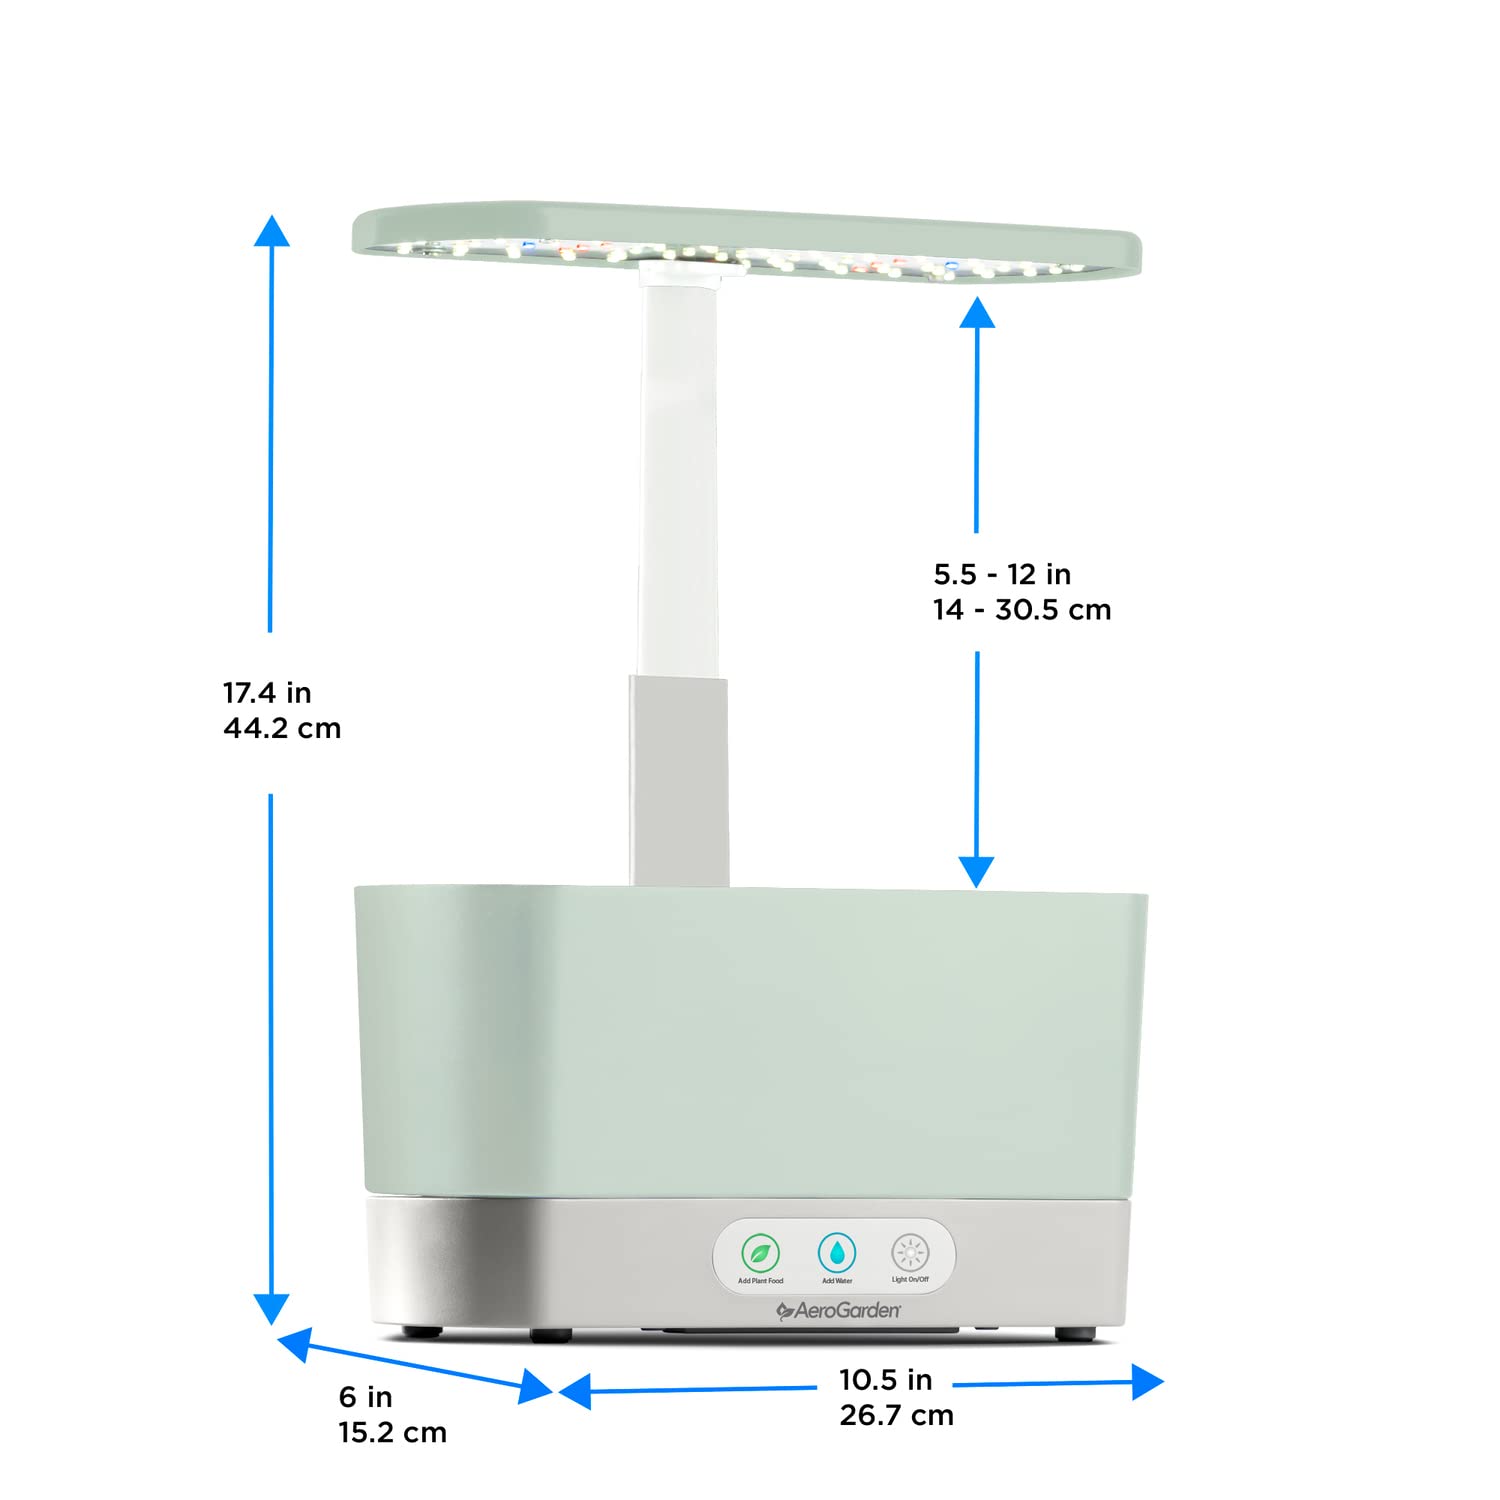 5.5 - 12 in
14 - 30.5 cm
17.4 in
44.2 cm
Add Plant Food
Add Water
Light On/Off
AeroGarden
10.5 in
26.7 cm
6 in
15.2 cm